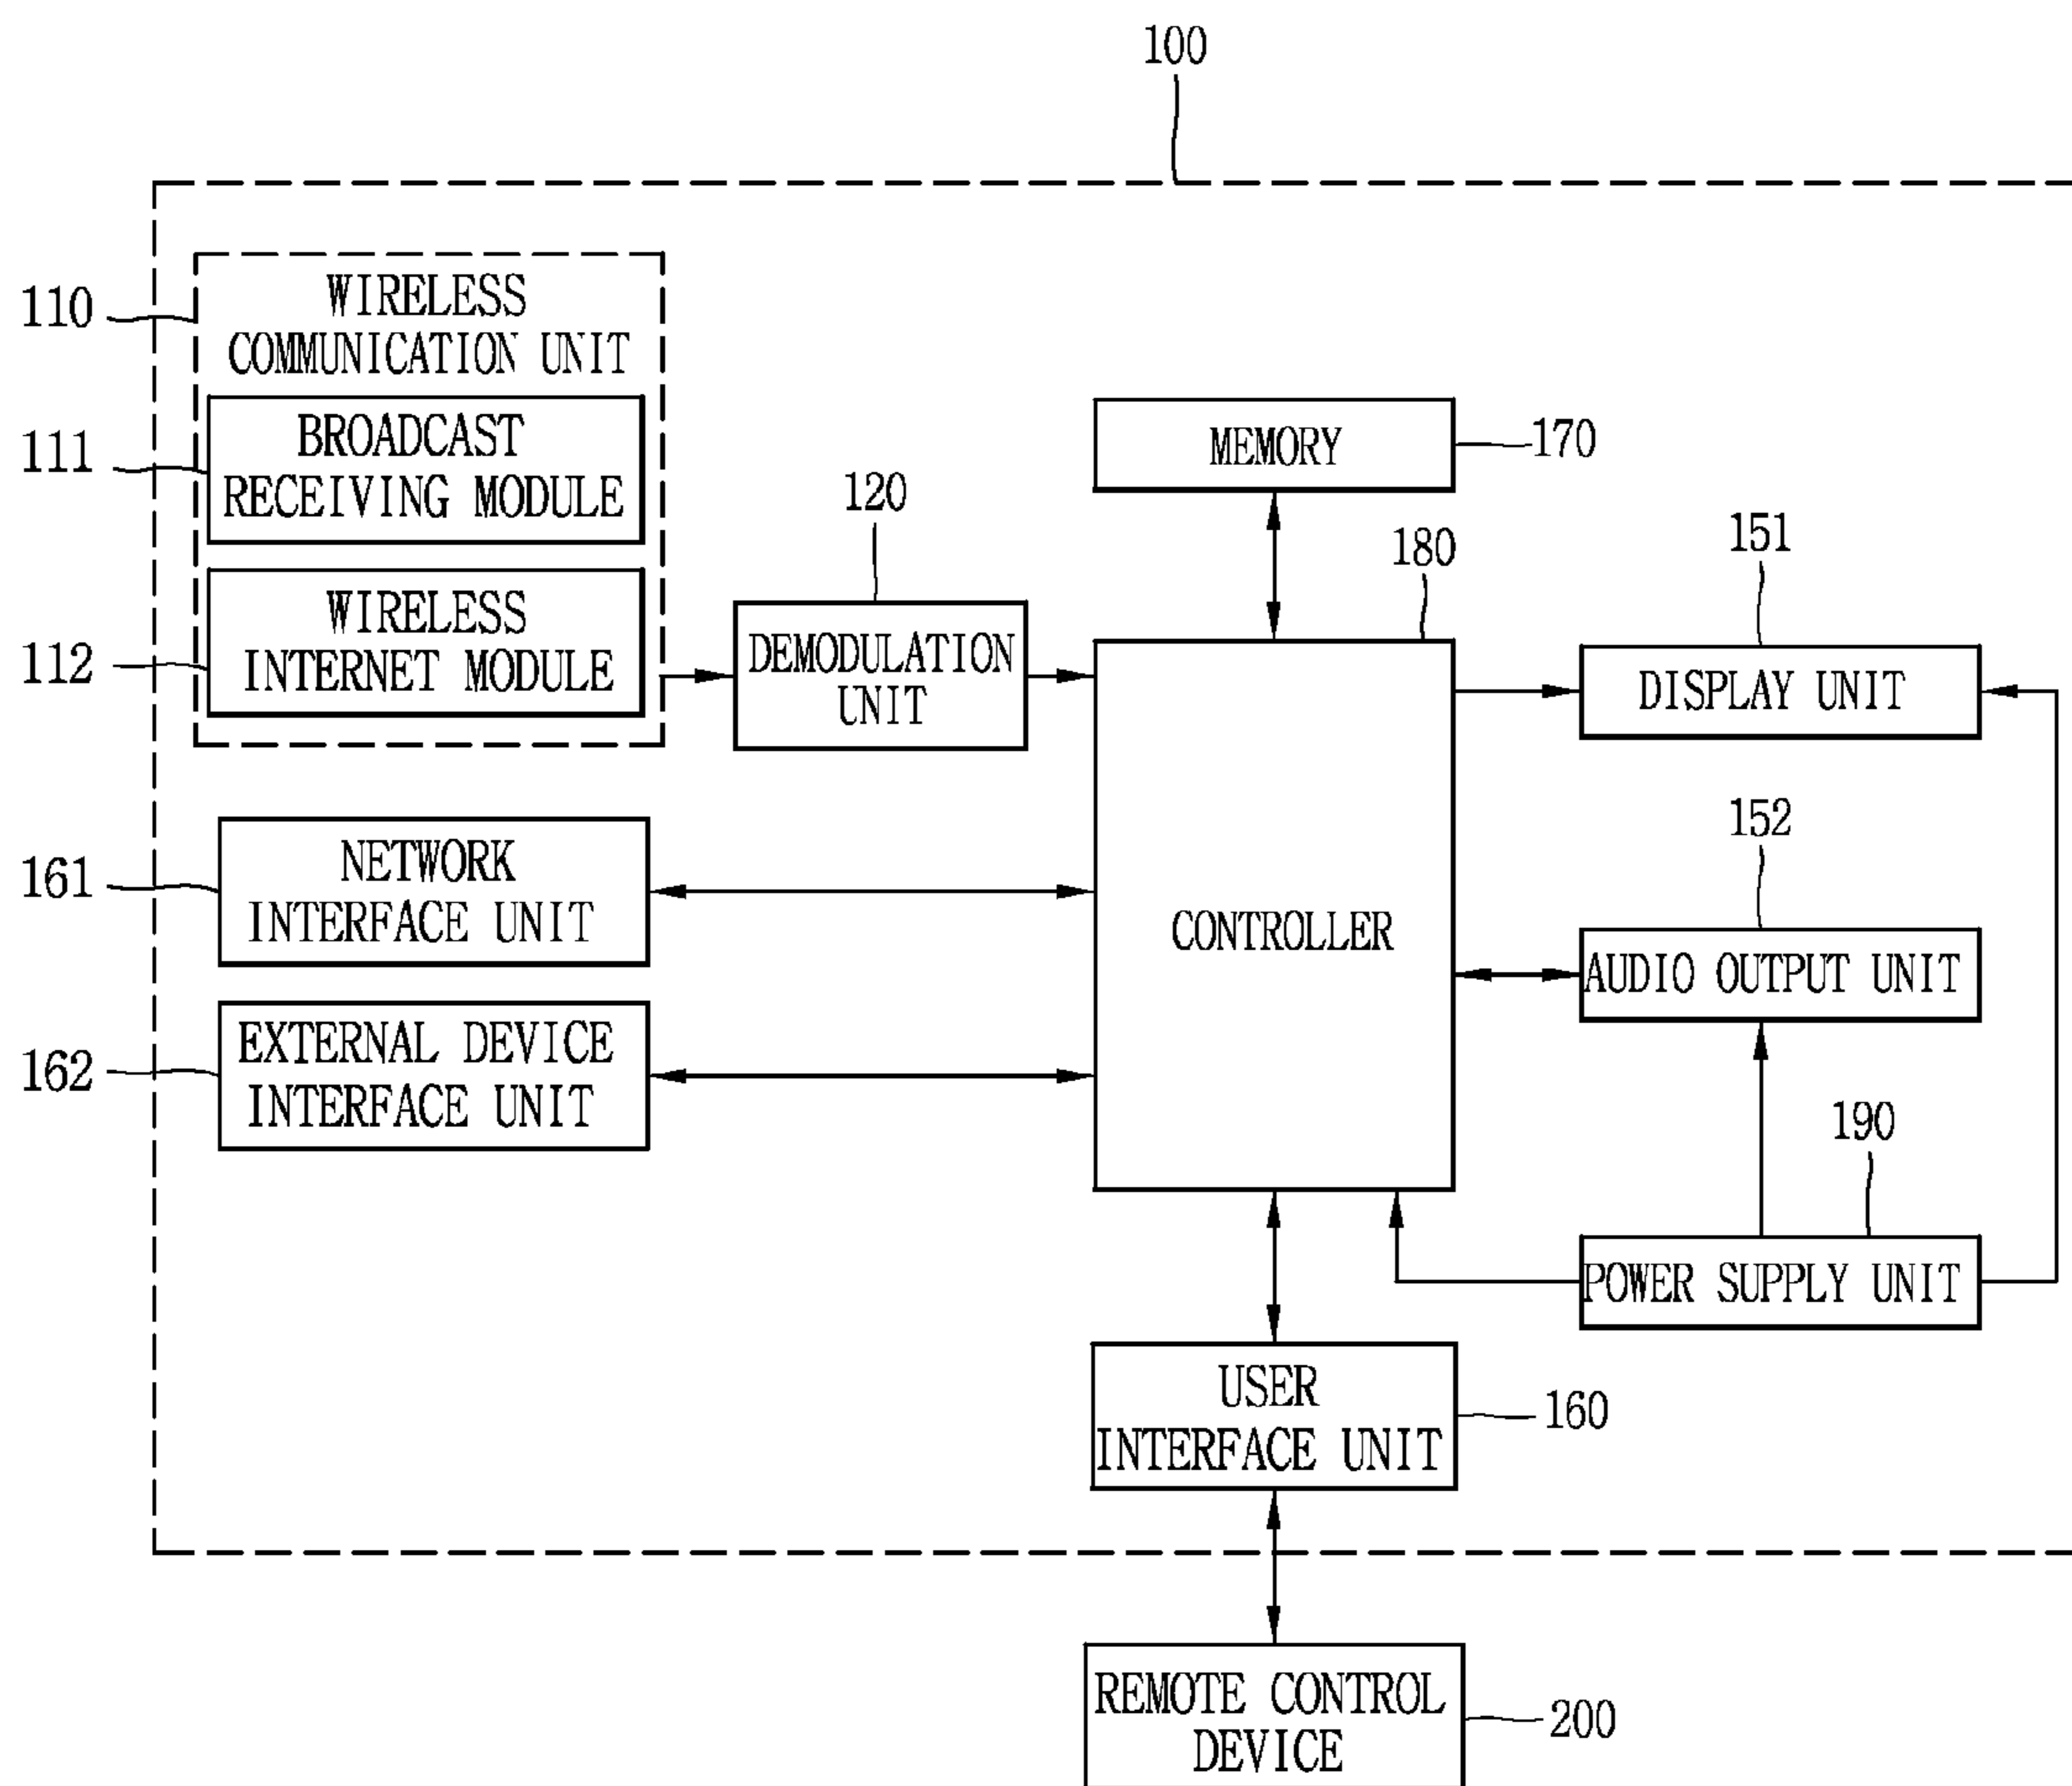 100
110
WIRELESS
COMMUNICATION UNIT
111
BROADCAST
RECEIVING MODULE
112
WIRELESS
INTERNET MODULE
120
DEMODULATION
UNIT
MEMORY
170
180
CONTROLLER
151
DISPLAY UNIT
161
NETWORK
INTERFACE UNIT
152
AUDIO OUTPUT UNIT
162
EXTERNAL DEVICE
INTERFACE UNIT
190
POWER SUPPLY UNIT
USER
INTERFACE UNIT
160
REMOTE CONTROL
DEVICE
200